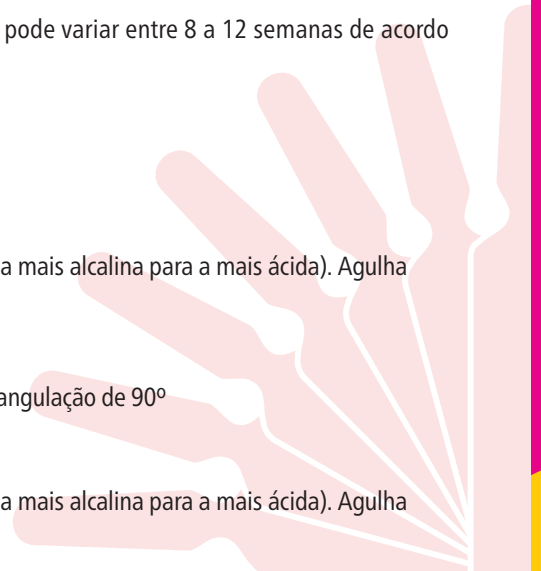 pode variar entre 8 a 12 semanas de acordo
a mais alcalina para a mais ácida). Agulha
angulação de 90º
a mais alcalina para a mais ácida). Agulha